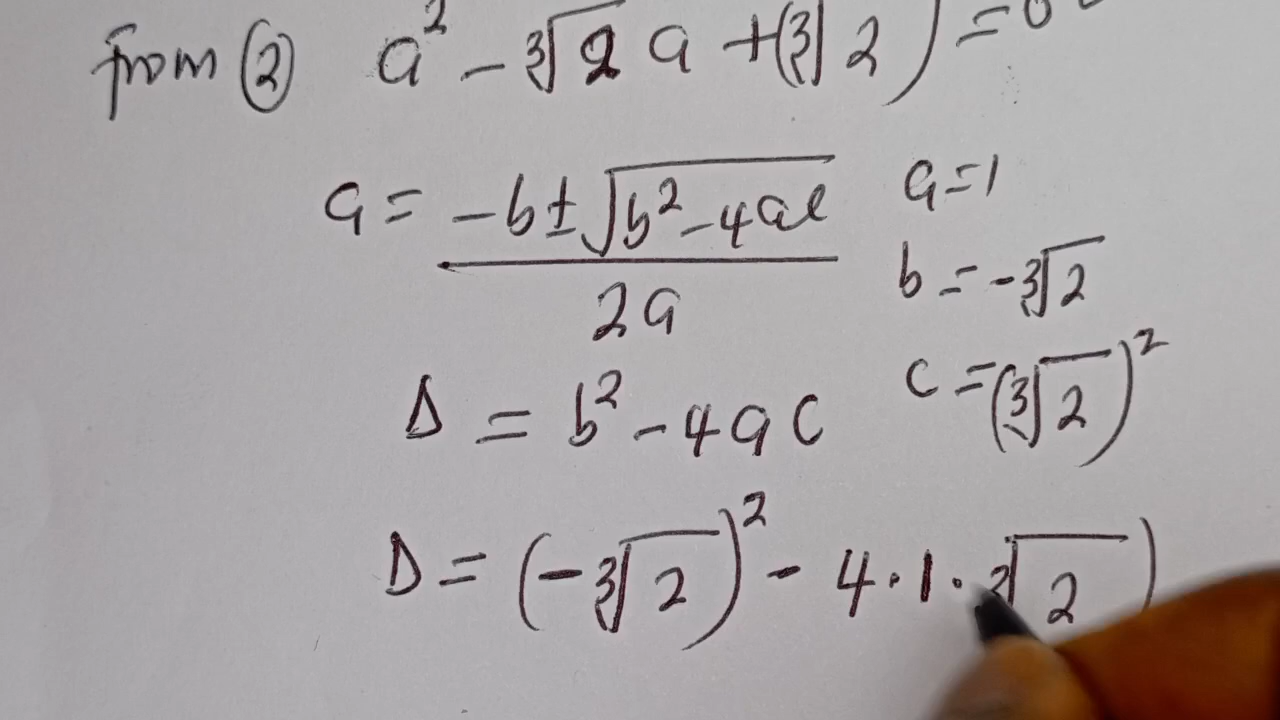 from ② a² - ∛2 a + (∛2) = 0
a = (-b ± √(b² - 4ac)) / 2a a = 1
b = -∛2
Δ = b² - 4ac c = (∛2)²
Δ = (-∛2)² - 4 · 1 · ∛2)